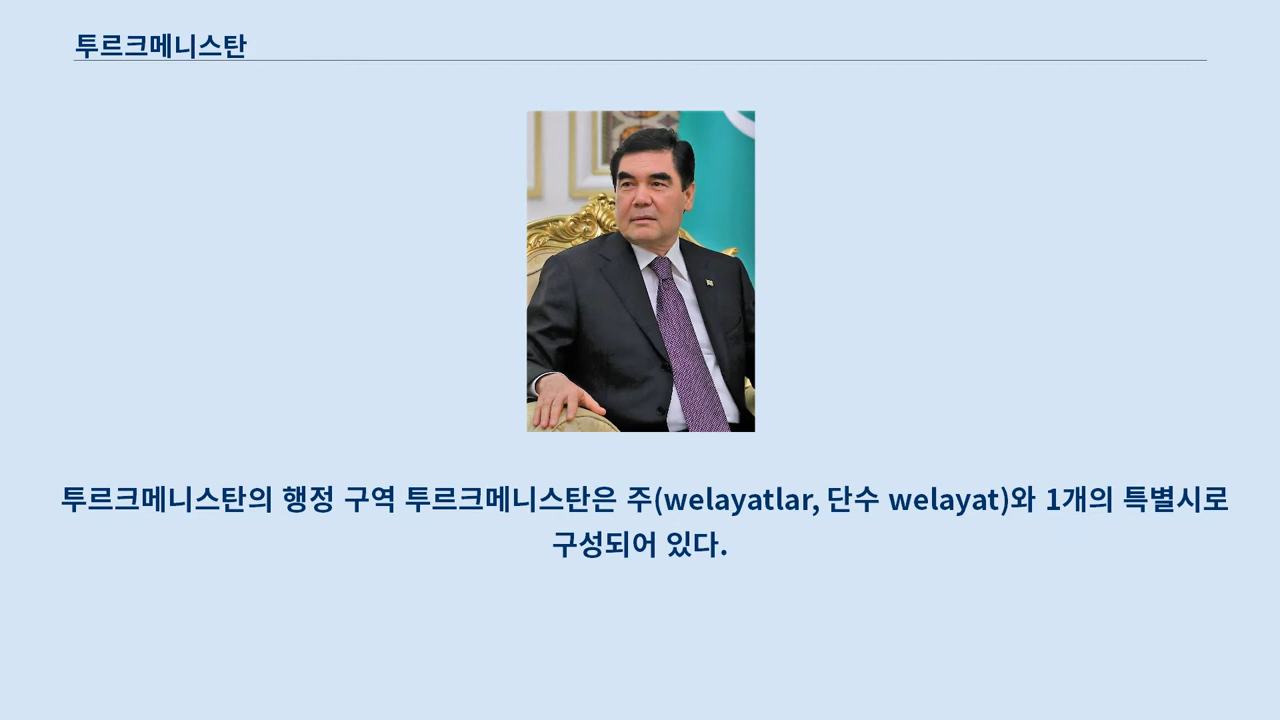 투르크메니스탄
투르크메니스탄의 행정 구역 투르크메니스탄은 주(welayatlar, 단수 welayat)와 1개의 특별시로
구성되어 있다.